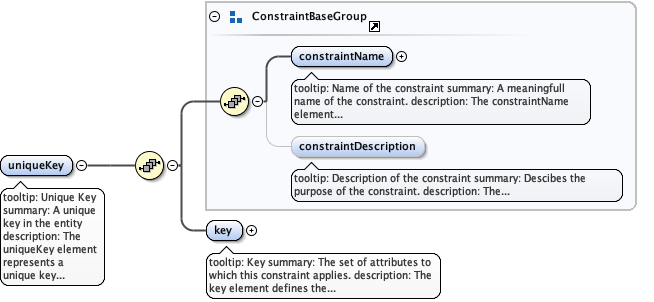 ConstraintBaseGroup
constraintName
tooltip: Name of the constraint summary: A meaningfull
name of the constraint. description: The constraintName
element...
constraintDescription
tooltip: Description of the constraint summary: Descibes the
purpose of the constraint. description: The...
uniqueKey
tooltip: Unique Key
summary: A unique
key in the entity
description: The
uniqueKey element
represents a
unique key...
key
tooltip: Key summary: The set of attributes to
which this constraint applies. description: The
key element defines the...